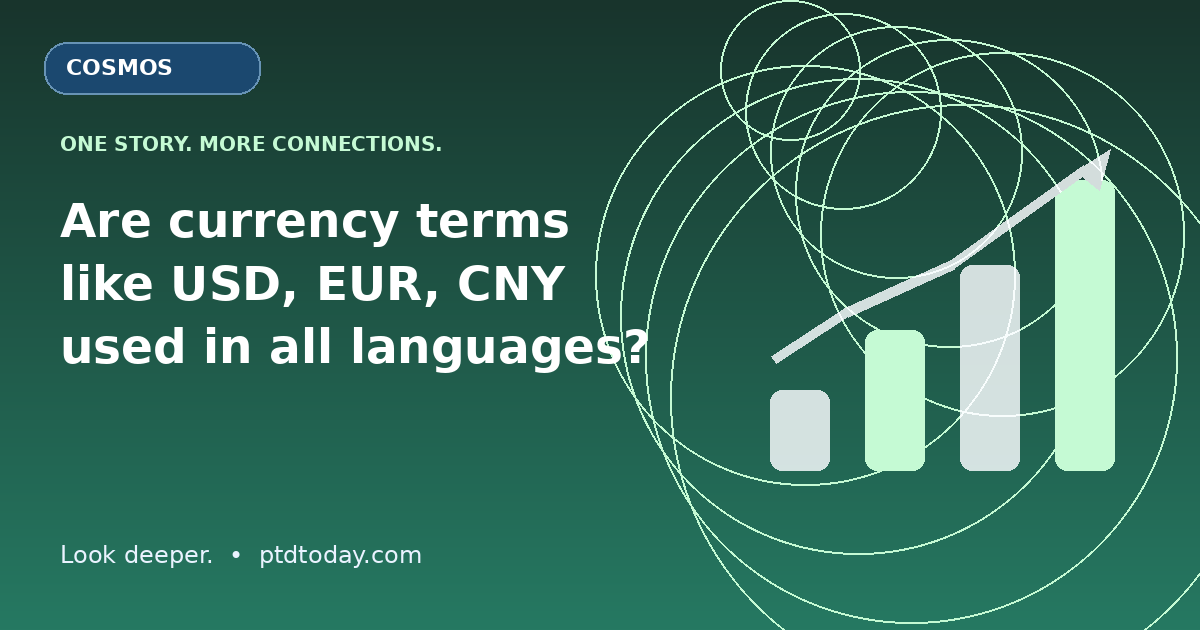 COSMOS
ONE STORY. MORE CONNECTIONS.
Are currency terms
like USD, EUR, CNY
used in all languages?
Look deeper. • ptdtoday.com